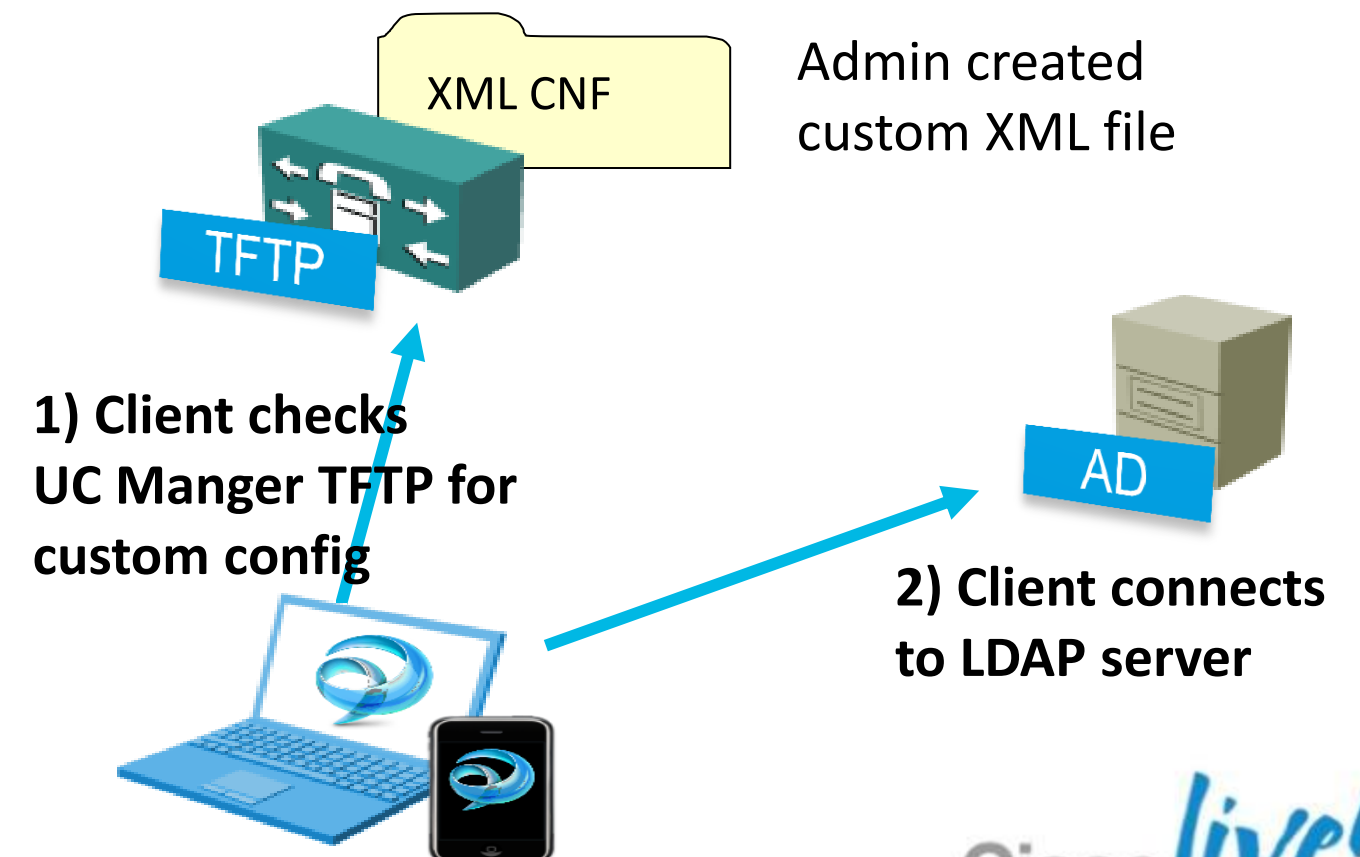 XML CNF
Admin created
custom XML file
TFTP
1) Client checks
UC Manger TFTP for
custom config
AD
2) Client connects
to LDAP server
live